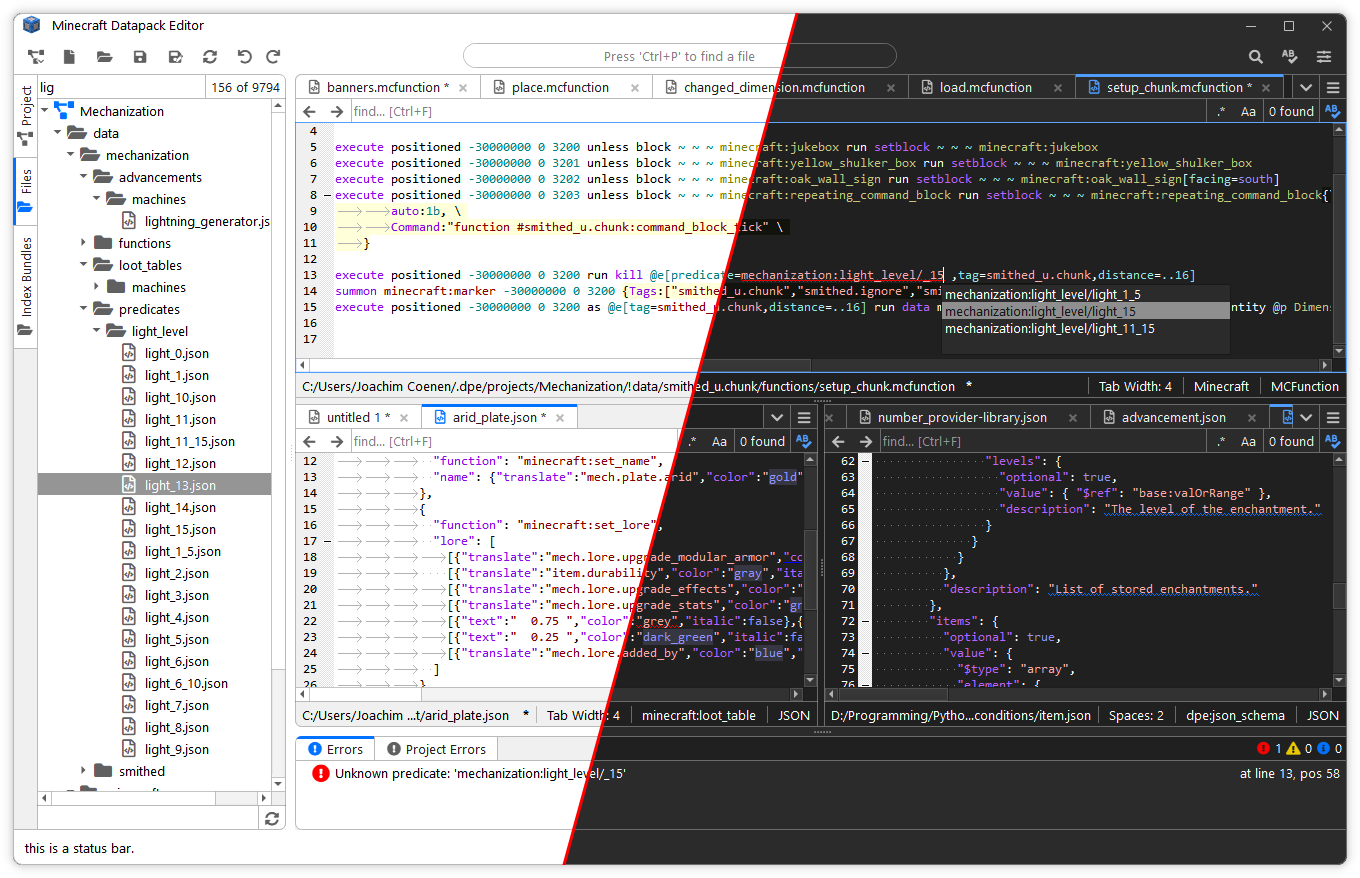 Minecraft Datapack Editor
Press 'Ctrl+P' to find a file
lig
156 of 9794
Project
Files
Index Bundles
Mechanization
data
mechanization
advancements
machines
lightning_generator.js
functions
loot_tables
machines
predicates
light_level
light_0.json
light_1.json
light_10.json
light_11.json
light_11_15.json
light_12.json
light_13.json
light_14.json
light_15.json
light_1_5.json
light_2.json
light_3.json
light_4.json
light_5.json
light_6.json
light_6_10.json
light_7.json
light_8.json
light_9.json
smithed
banners.mcfunction *
place.mcfunction
changed_dimension.mcfunction
load.mcfunction
setup_chunk.mcfunction *
find... [Ctrl+F]
.* Aa 0 found
4
5 execute positioned -30000000 0 3200 unless block ~ ~ ~ minecraft:jukebox run setblock ~ ~ ~ minecraft:jukebox
6 execute positioned -30000000 0 3201 unless block ~ ~ ~ minecraft:yellow_shulker_box run setblock ~ ~ ~ minecraft:yellow_shulker_box
7 execute positioned -30000000 0 3202 unless block ~ ~ ~ minecraft:oak_wall_sign run setblock ~ ~ ~ minecraft:oak_wall_sign[facing=south]
8 execute positioned -30000000 0 3203 unless block ~ ~ ~ minecraft:repeating_command_block run setblock ~ ~ ~ minecraft:repeating_command_block{
9 auto:1b, \
10 Command:"function #smithed_u.chunk:command_block_tick" \
11 }
12
13 execute positioned -30000000 0 3200 run kill @e[predicate=mechanization:light_level/_15 ,tag=smithed_u.chunk,distance=..16]
14 summon minecraft:marker -30000000 0 3200 {Tags:["smithed_u.chunk","smithed.ignore","smi
15 execute positioned -30000000 0 3200 as @e[tag=smithed_u.chunk,distance=..16] run data m
ntity @p Dimens
16
17
mechanization:light_level/light_1_5
mechanization:light_level/light_15
mechanization:light_level/light_11_15
C:/Users/Joachim Coenen/.dpe/projects/Mechanization/!data/smithed_u.chunk/functions/setup_chunk.mcfunction *
Tab Width: 4
Minecraft
MCFunction
untitled 1 *
arid_plate.json *
find... [Ctrl+F]
.* Aa 0 found
12 "function": "minecraft:set_name",
13 "name": {"translate":"mech.plate.arid","color":"gold"
14 },
15 {
16 "function": "minecraft:set_lore",
17 "lore": [
18 [{"translate":"mech.lore.upgrade_modular_armor","co
19 [{"translate":"item.durability","color":"gray","ita
20 [{"translate":"mech.lore.upgrade_effects","color":"
21 [{"translate":"mech.lore.upgrade_stats","color":"gr
22 [{"text":"  0.75 ","color":"grey","italic":false},{
23 [{"text":"  0.25 ","color":"dark_green","italic":fa
24 [{"translate":"mech.lore.added_by","color":"blue","
25 ]
26 }
C:/Users/Joachim ...t/arid_plate.json *
Tab Width: 4
minecraft:loot_table
JSON
number_provider-library.json
advancement.json
find... [Ctrl+F]
.* Aa 0 found
62 "levels": {
63 "optional": true,
64 "value": { "$ref": "base:valOrRange" },
65 "description": "The level of the enchantment."
66 }
67 }
68 }
69 },
70 "description": "List of stored enchantments."
71 },
72 "items": {
73 "optional": true,
74 "value": {
75 "$type": "array",
76 "element": {
D:/Programming/Pytho...conditions/item.json
Spaces: 2
dpe:json_schema
JSON
Errors
Project Errors
1 0 0
Unknown predicate: 'mechanization:light_level/_15'
at line 13, pos 58
this is a status bar.